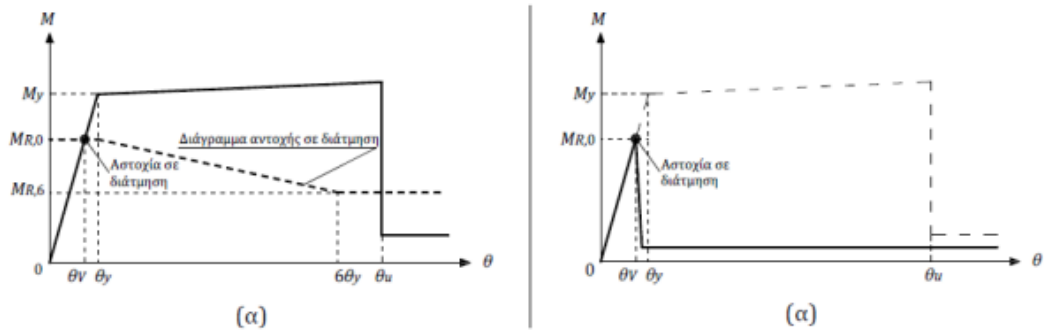 M
My
MR,0
MR,6
Διάγραμμα αντοχής σε διάτμηση
Αστοχία σε
διάτμηση
0
θV
θy
6θy
θu
θ
(α)
M
My
MR,0
Αστοχία σε
διάτμηση
0
θV
θy
θu
θ
(α)